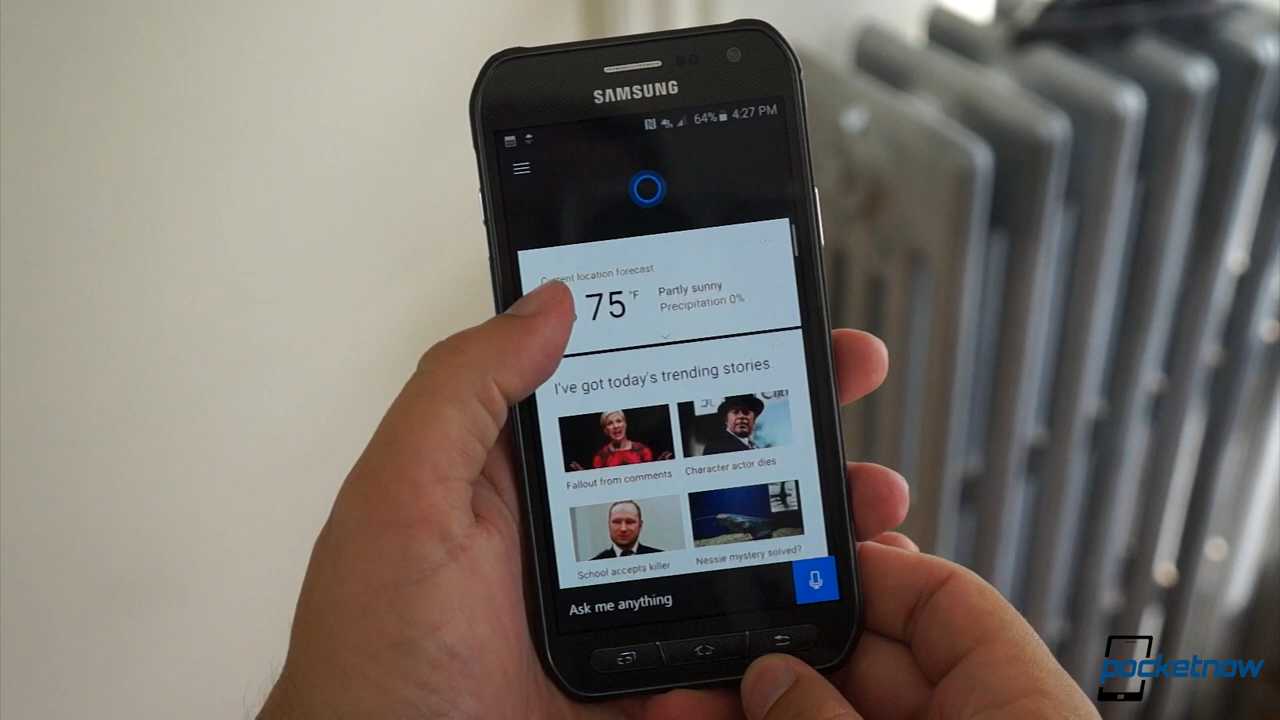 SAMSUNG
64% 4:27 PM
Current location forecast
75 °F
Partly sunny
Precipitation 0%
I've got today's trending stories.
Fallout from comments
Character actor dies
School accepts killer
Nessie mystery solved?
Ask me anything
pocketnow